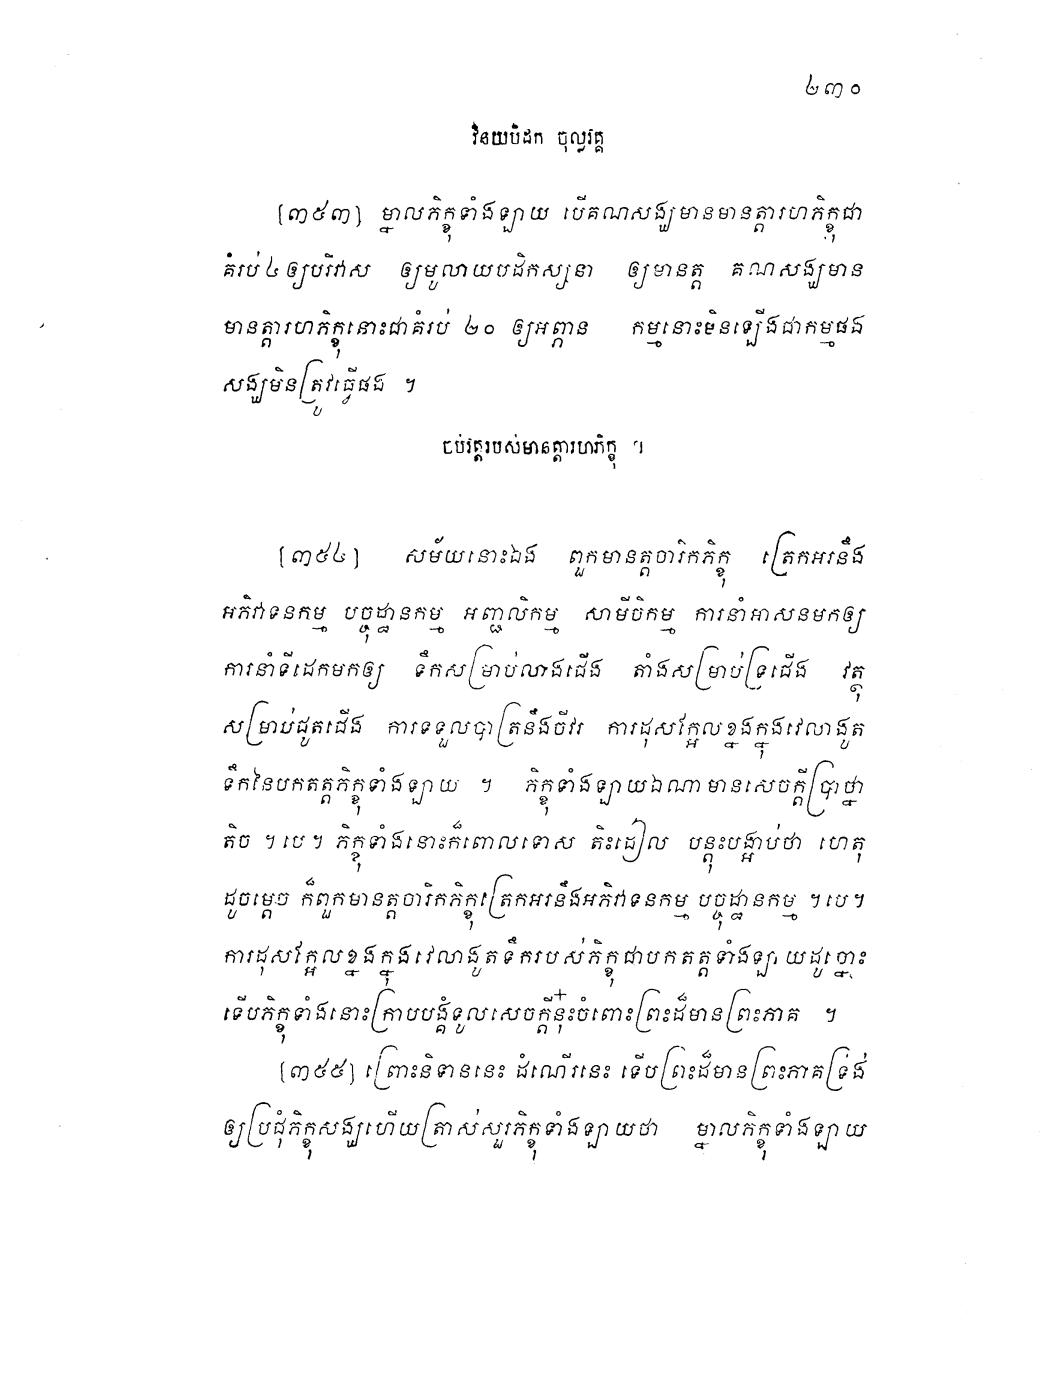 ២៣០
វិនយបិដក ចុល្លវគ្គ
[៣៥៣] ម្នាលភិក្ខុទាំងឡាយ បើគណសង្ឃមានមានត្តារហភិក្ខុជា
គំរប់ ៤ ឲ្យបរិវាស ឲ្យមូលាយបដិកស្សនា ឲ្យមានត្ត គណសង្ឃមាន
មានត្តារហភិក្ខុនោះជាគំរប់ ២០ ឲ្យអព្ភាន កម្មនោះមិនឡើងជាកម្មផង
សង្ឃមិនត្រូវធ្វើផង ។
ចប់វត្តរបស់មានត្តារហភិក្ខុ ។
[៣៥៤] សម័យនោះឯង ពួកមានត្តចារិកភិក្ខុ ត្រេកអរនឹង
អភិវាទនកម្ម បច្ចុដ្ឋានកម្ម អញ្ជលិកម្ម សាមីចិកម្ម ការនាំអាសនមកឲ្យ
ការនាំទីដេកមកឲ្យ ទឹកសម្រាប់លាងជើង តាំងសម្រាប់ទ្រជើង វត្ថុ
សម្រាប់ដូតជើង ការទទួលបាត្រនឹងចីវរ ការដុសក្អែលខ្នងក្នុងវេលាងូត
ទឹកនៃបកតត្តភិក្ខុទាំងឡាយ ។ ភិក្ខុទាំងឡាយឯណាមានសេចក្តីប្រាថ្នា
តិច ។បេ។ ភិក្ខុទាំងនោះក៏ពោលទោស តិះដៀល បន្តុះបង្អាប់ថា ហេតុ
ដូចម្តេច ក៏ពួកមានត្តចារិកភិក្ខុត្រេកអរនឹងអភិវាទនកម្ម បច្ចុដ្ឋានកម្ម ។បេ។
ការដុសក្អែលខ្នងក្នុងវេលាងូតទឹករបស់ភិក្ខុជាបកតត្តទាំងឡាយដូច្នោះ
ទើបភិក្ខុទាំងនោះក្រាបបង្គំទូលសេចក្តីនុ៎ះចំពោះព្រះដ៏មានព្រះភាគ ។
[៣៥៥] ព្រោះនិទាននេះ ដំណើរនេះ ទើបព្រះដ៏មានព្រះភាគទ្រង់
ឲ្យប្រជុំភិក្ខុសង្ឃហើយត្រាស់សួរភិក្ខុទាំងឡាយថា ម្នាលភិក្ខុទាំងឡាយ